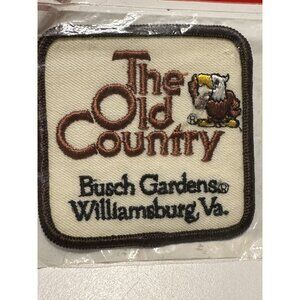 The
Old
Country
®
Busch Gardens®
Williamsburg, Va.